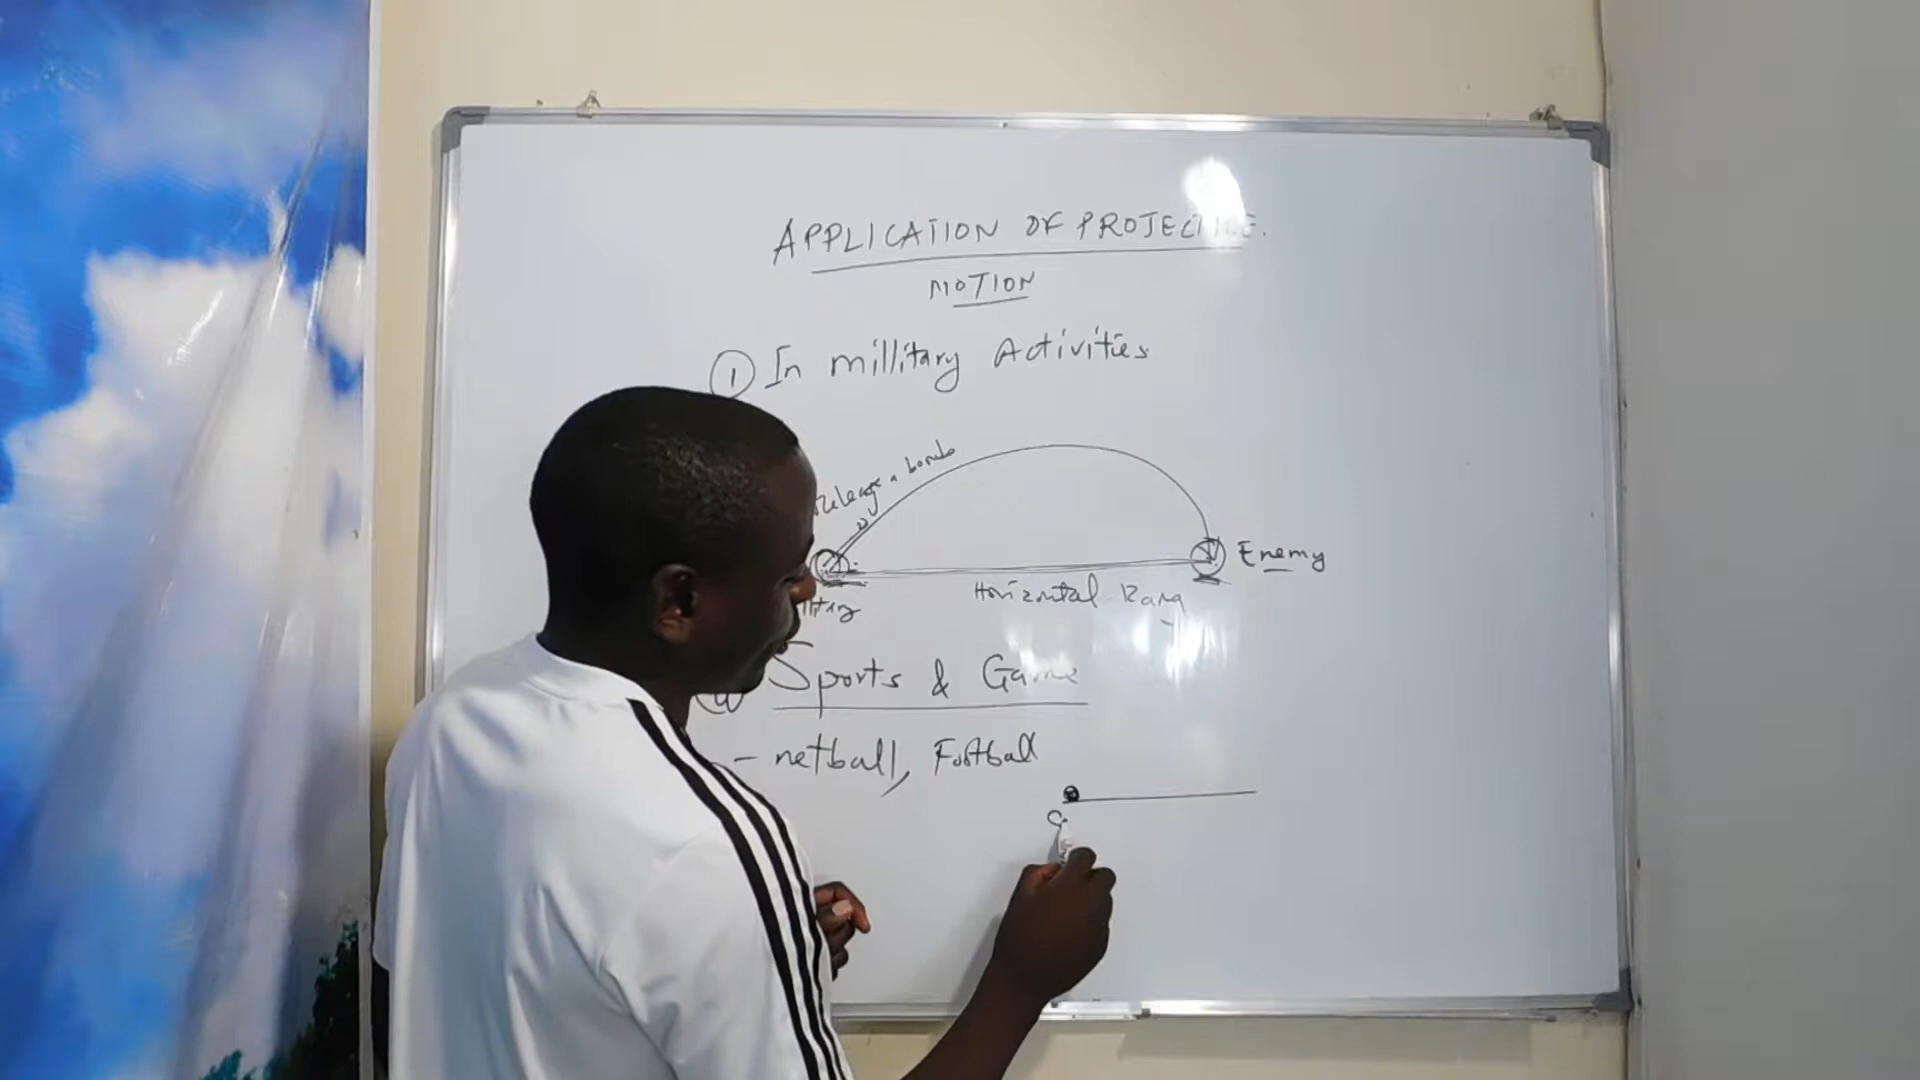 APPLICATION OF PROJECTILE.
MOTION
1 In millitary Activities
Release a bomb
Enemy
Horizontal Rang
Sports & Game
- netball, Football